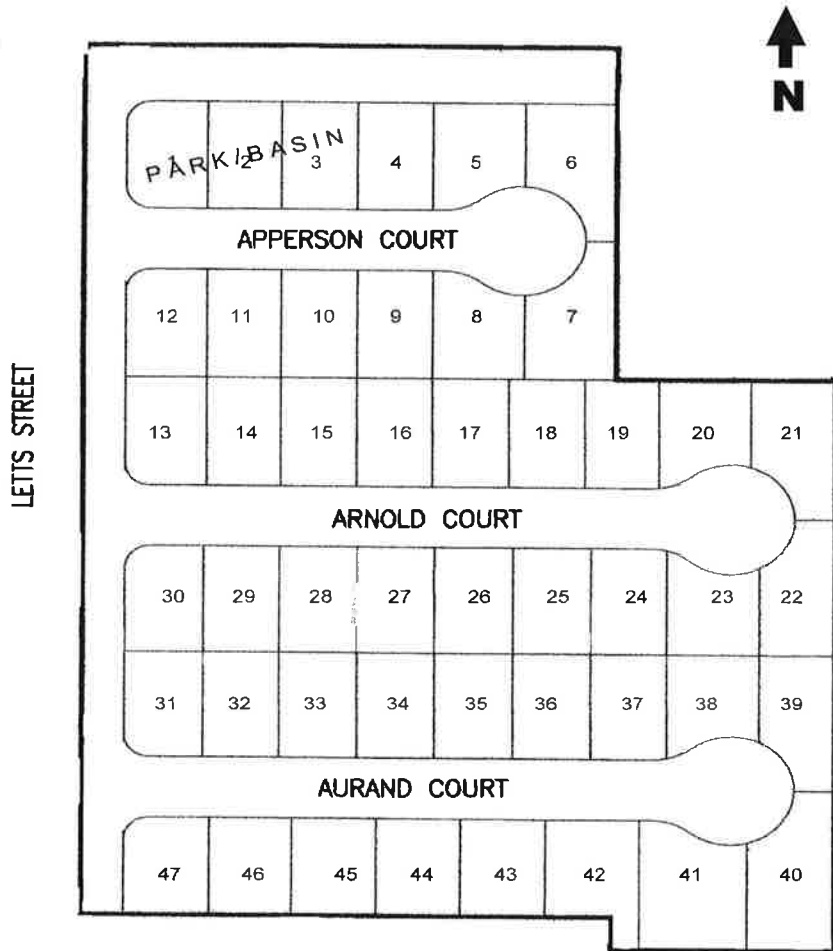 N
PARK/BASIN
1 2 3 4 5 6
APPERSON COURT
12 11 10 9 8 7
LETTS STREET
13 14 15 16 17 18 19 20 21
ARNOLD COURT
30 29 28 27 26 25 24 23 22
31 32 33 34 35 36 37 38 39
AURAND COURT
47 46 45 44 43 42 41 40